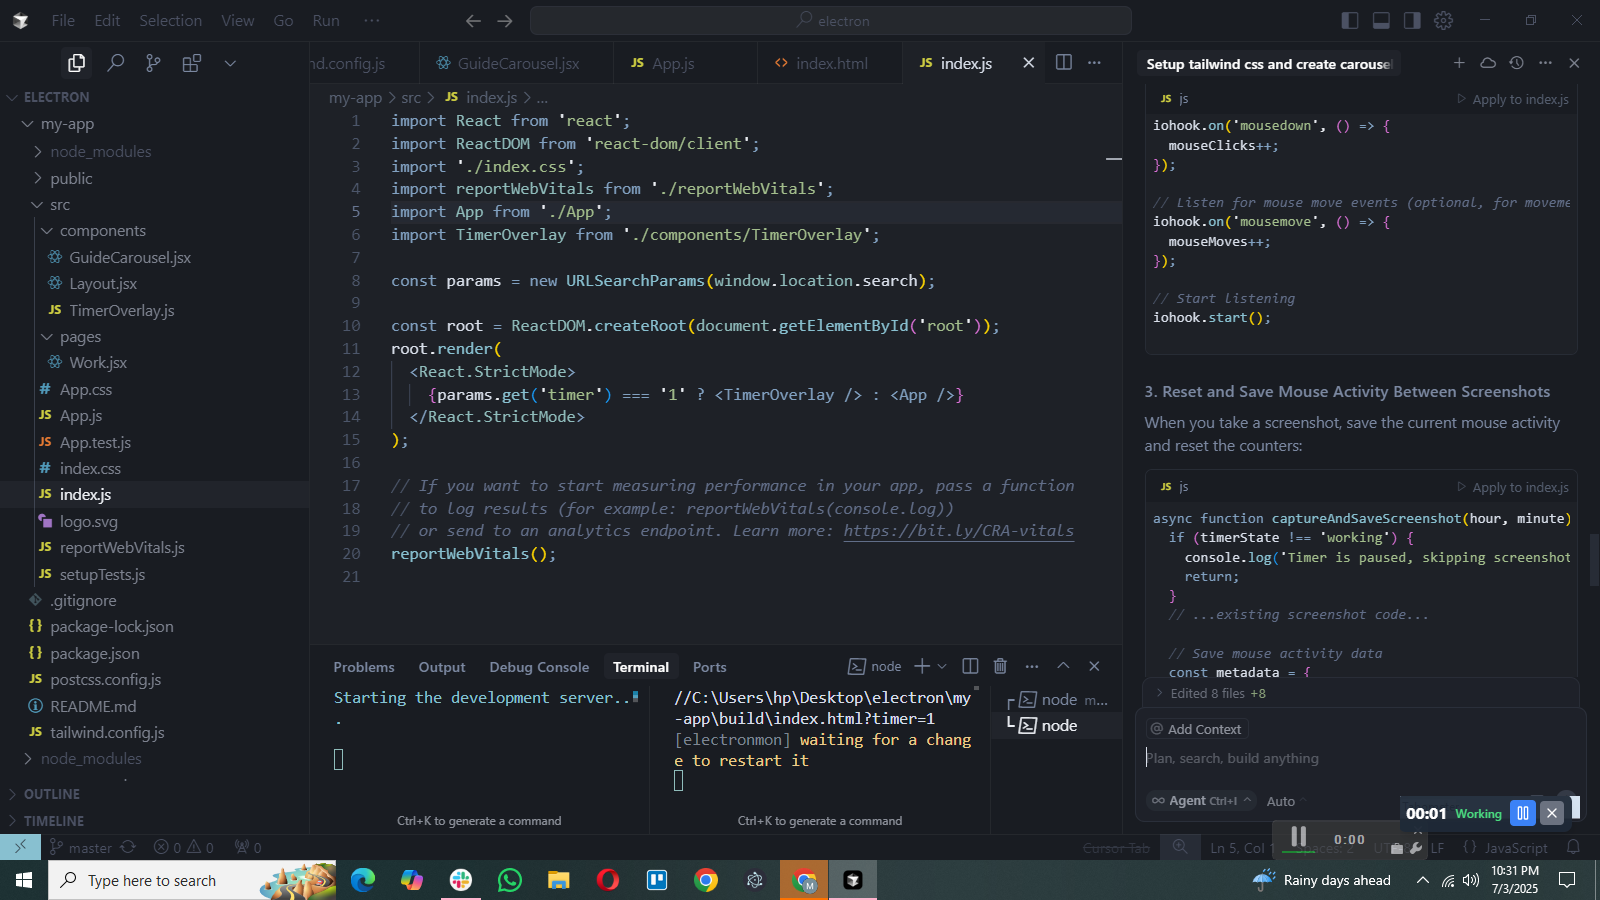 File Edit Selection View Go Run ···
electron
ELECTRON
my-app
node_modules
public
src
components
GuideCarousel.jsx
Layout.jsx
JS TimerOverlay.js
pages
Work.jsx
# App.css
JS App.js
JS App.test.js
# index.css
JS index.js
logo.svg
JS reportWebVitals.js
JS setupTests.js
.gitignore
{} package-lock.json
{} package.json
JS postcss.config.js
README.md
JS tailwind.config.js
node_modules
OUTLINE
TIMELINE
nd.config.js GuideCarousel.jsx JS App.js <> index.html JS index.js
my-app > src > JS index.js > ...
1 import React from 'react';
2 import ReactDOM from 'react-dom/client';
3 import './index.css';
4 import reportWebVitals from './reportWebVitals';
5 import App from './App';
6 import TimerOverlay from './components/TimerOverlay';
7
8 const params = new URLSearchParams(window.location.search);
9
10 const root = ReactDOM.createRoot(document.getElementById('root'));
11 root.render(
12 <React.StrictMode>
13 {params.get('timer') === '1' ? <TimerOverlay /> : <App />}
14 </React.StrictMode>
15 );
16
17 // If you want to start measuring performance in your app, pass a function
18 // to log results (for example: reportWebVitals(console.log))
19 // or send to an analytics endpoint. Learn more: https://bit.ly/CRA-vitals
20 reportWebVitals();
21
Problems Output Debug Console Terminal Ports
node
Starting the development server...
.
Ctrl+K to generate a command
//C:\Users\hp\Desktop\electron\my
-app\build\index.html?timer=1
[electronmon] waiting for a chang
e to restart it
Ctrl+K to generate a command
node m...
node
Setup tailwind css and create carousel
JS js Apply to index.js
iohook.on('mousedown', () => {
mouseClicks++;
});
// Listen for mouse move events (optional, for moveme
iohook.on('mousemove', () => {
mouseMoves++;
});
// Start listening
iohook.start();
3. Reset and Save Mouse Activity Between Screenshots
When you take a screenshot, save the current mouse activity
and reset the counters:
JS js Apply to index.js
async function captureAndSaveScreenshot(hour, minute)
if (timerState !== 'working') {
console.log('Timer is paused, skipping screenshot
return;
}
// ...existing screenshot code...
// Save mouse activity data
const metadata = {
Edited 8 files +8
@ Add Context
Plan, search, build anything
Agent Ctrl+I Auto
00:01 Working
0:00
master 0 0 0
Cursor Tab Ln 5, Col 1 Spaces: 2 LF {} JavaScript
Type here to search
Rainy days ahead
10:31 PM
7/3/2025